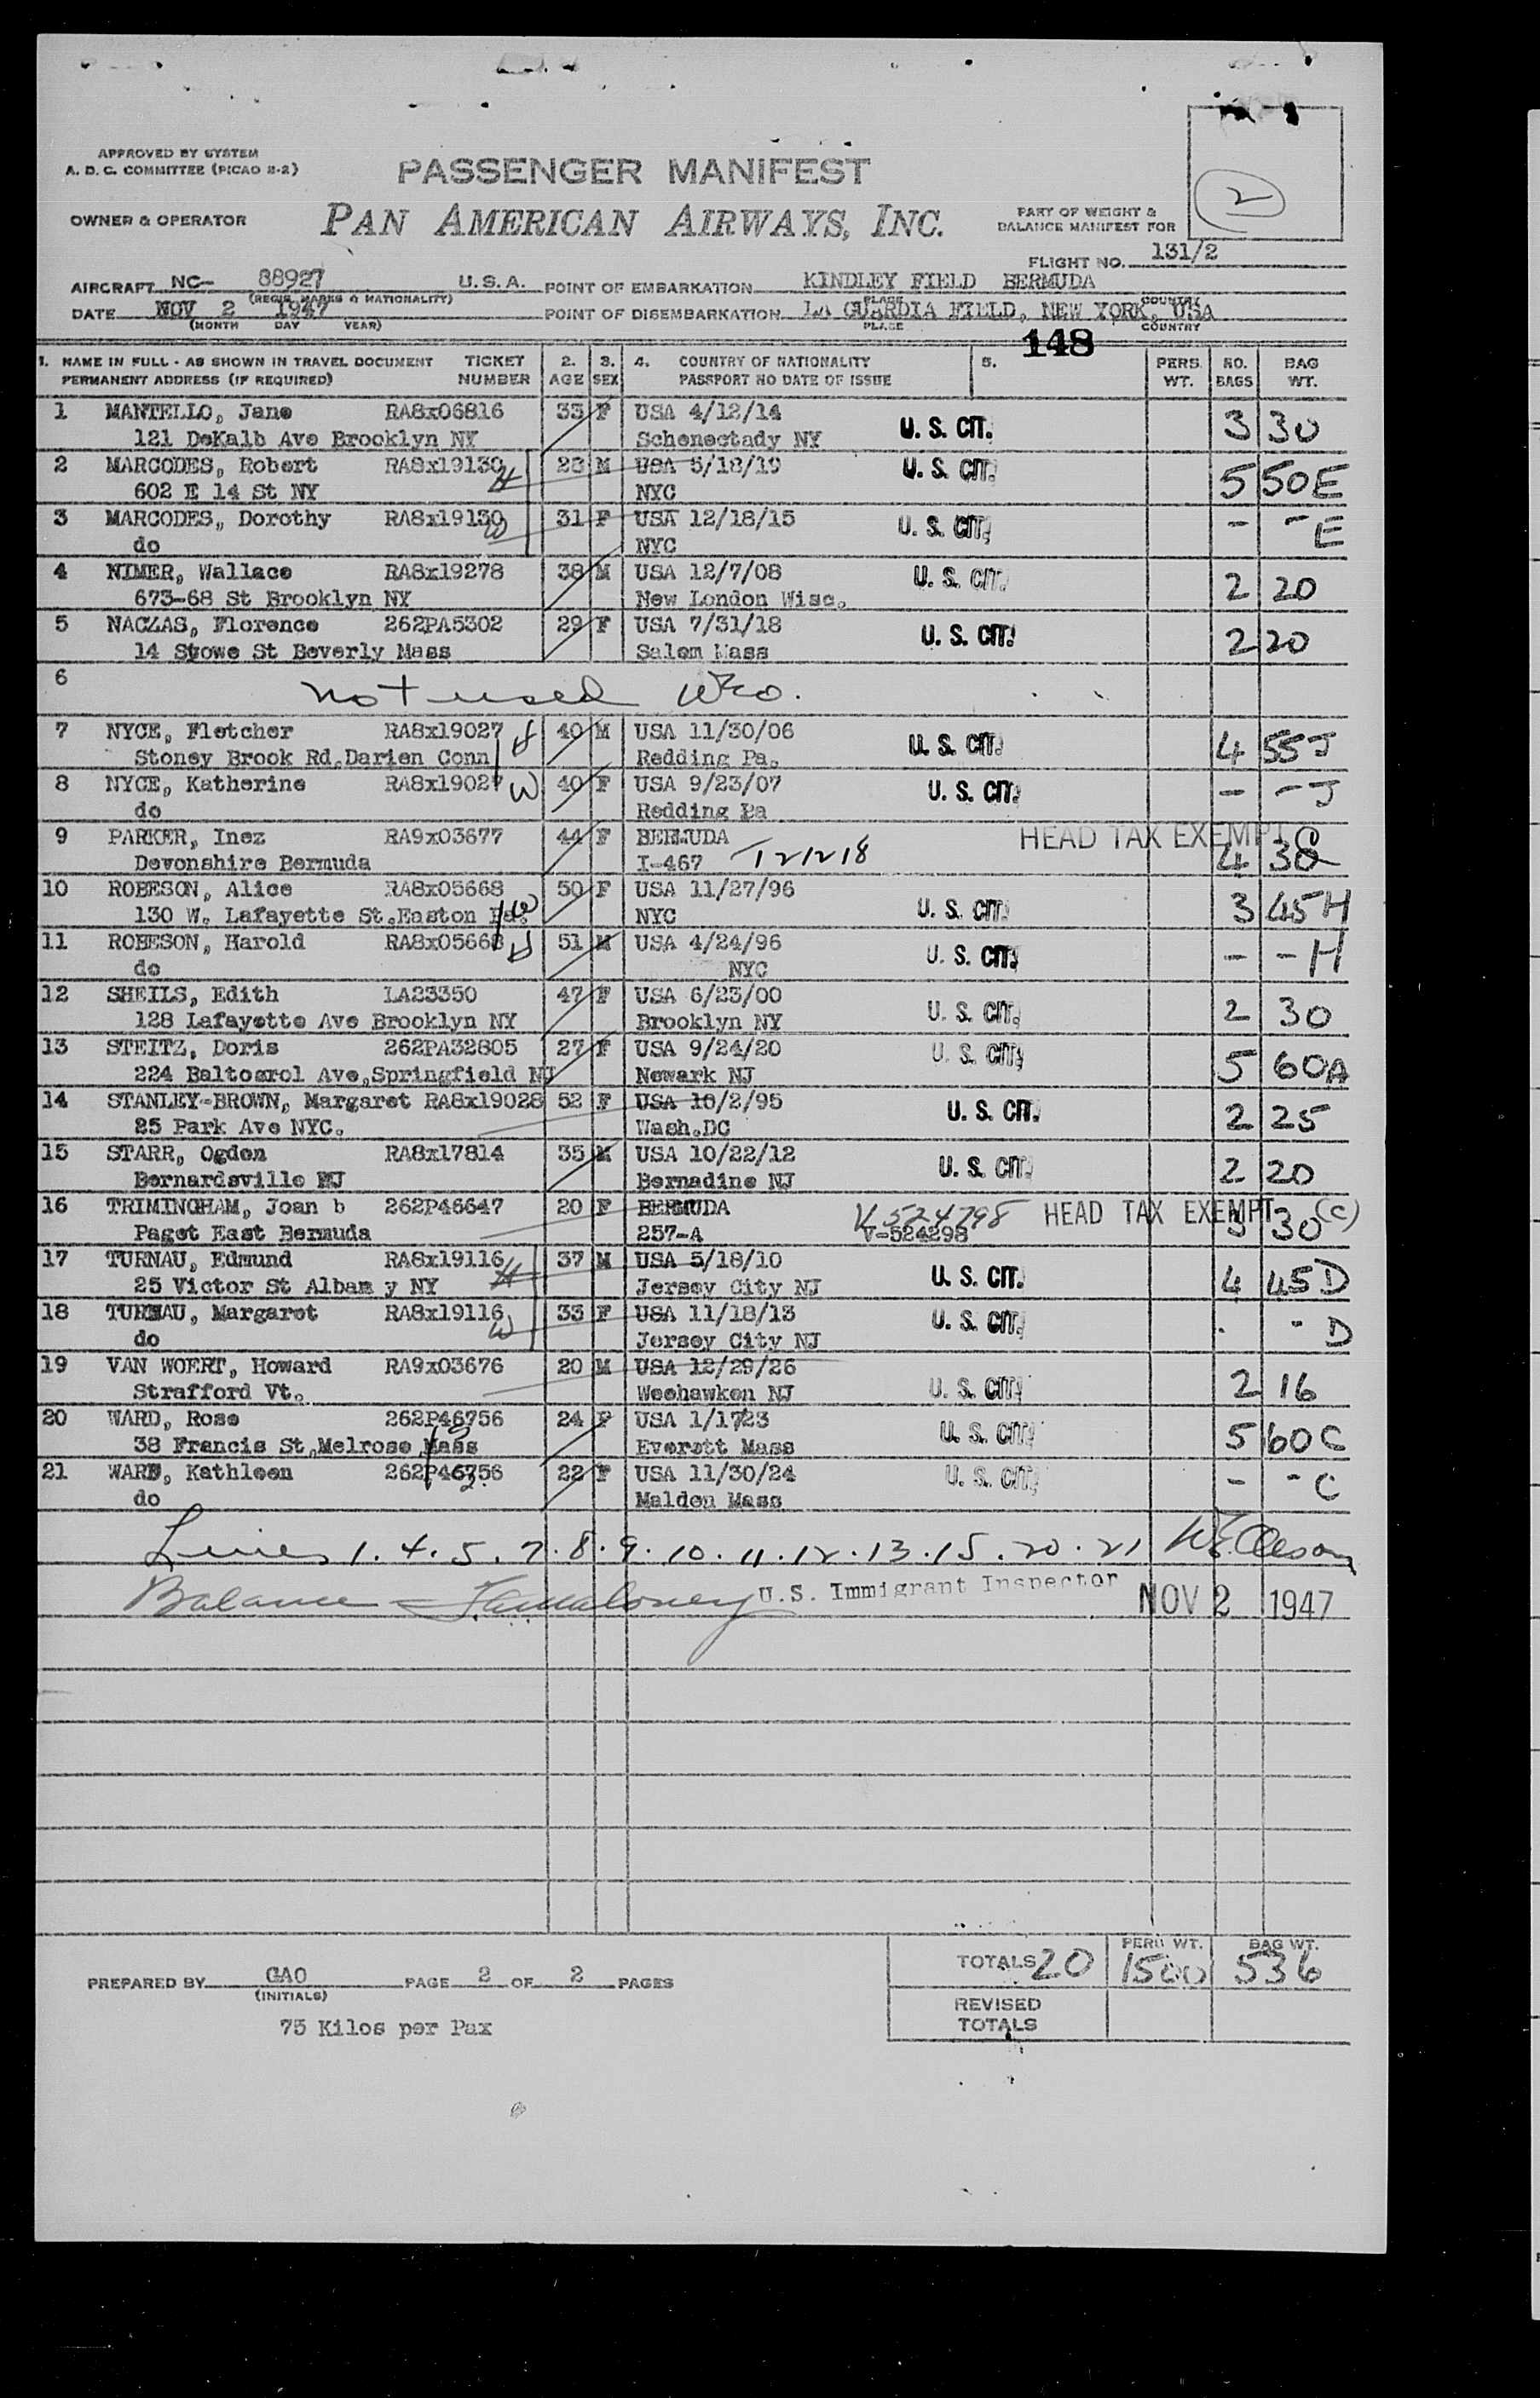 APPROVED BY SYSTEM
A. D. C. COMMITTEE (PICAO 2-2)
PASSENGER MANIFEST
2
OWNER & OPERATOR PAN AMERICAN AIRWAYS, INC. PART OF WEIGHT &
BALANCE MANIFEST FOR
FLIGHT NO. 131/2
AIRCRAFT NC- 88927 U.S.A. POINT OF EMBARKATION KINDLEY FIELD BERMUDA
(REGIS. MARKS & NATIONALITY) PLACE COUNTRY
DATE NOV 2 1947 POINT OF DISEMBARKATION LA GUARDIA FIELD, NEW YORK, USA
(MONTH DAY YEAR) PLACE COUNTRY
148
1. NAME IN FULL - AS SHOWN IN TRAVEL DOCUMENT TICKET 2. 3. 4. COUNTRY OF NATIONALITY 5. PERS. NO. BAG
PERMANENT ADDRESS (IF REQUIRED) NUMBER AGE SEX PASSPORT NO DATE OF ISSUE WT. BAGS WT.
1 MANTELLO, Jane RA8x06816 33 F USA 4/12/14
121 DeKalb Ave Brooklyn NY Schenectady NY U. S. CIT. 3 30
2 MARCODES, Robert RA8x19130 28 M USA 5/18/19 U. S. CIT.
602 E 14 St NY H NYC 5 50E
3 MARCODES, Dorothy RA8x19130 31 F USA 12/18/15 U. S. CIT. - - E
do W NYC
4 NIMER, Wallace RA8x19278 38 M USA 12/7/08 U. S. CIT.
673-68 St Brooklyn NY New London Wisc. 2 20
5 NACZAS, Florence 262PA5302 29 F USA 7/31/18 U. S. CIT.
14 Stowe St Beverly Mass Salem Mass 2 20
6 not used
7 NYCE, Fletcher RA8x19027 H 40 M USA 11/30/06 U. S. CIT.
Stoney Brook Rd.Darien Conn Redding Pa. 4 55J
8 NYCE, Katherine RA8x19027 W 40 F USA 9/23/07 U. S. CIT. - - J
do Redding Pa
9 PARKER, Inez RA9x03677 44 F BERMUDA HEAD TAX EXEMPT
Devonshire Bermuda I-467 4 38
10 ROBESON, Alice RA8x05668 50 F USA 11/27/96
130 W. Lafayette St.Easton Pa. W NYC U. S. CIT. 3 45H
11 ROBESON, Harold RA8x05668 H 51 M USA 4/24/96 U. S. CIT. - - H
do NYC
12 SHEILS, Edith LA23350 47 F USA 6/23/00
128 Lafayette Ave Brooklyn NY Brooklyn NY U. S. CIT. 2 30
13 STEITZ, Doris 262PA32805 27 F USA 9/24/20 U. S. CIT.
224 Baltosrol Ave,Springfield NJ Newark NJ 5 60A
14 STANLEY-BROWN, Margaret RA8x19028 52 F USA 10/2/95 U. S. CIT.
25 Park Ave NYC. Wash.DC 2 25
15 STARR, Ogden RA8x17814 35 M USA 10/22/12 U. S. CIT.
Bernardsville NJ Bernadine NJ 2 20
16 TRIMINGHAM, Joan b 262P46647 20 F BERMUDA V 524298 HEAD TAX EXEMPT (C)
Paget East Bermuda 257-A V-524298 3 30
17 TURNAU, Edmund RA8x19116 37 M USA 5/18/10
25 Victor St Alban y NY H Jersey City NJ U. S. CIT. 4 45D
18 TURNAU, Margaret RA8x19116 33 F USA 11/18/13 U. S. CIT.
do W Jersey City NJ - - D
19 VAN WOERT, Howard RA9x03676 20 M USA 12/29/26
Strafford Vt. Weehawken NJ U. S. CIT. 2 16
20 WARD, Rose 262P46756 24 F USA 1/1723
38 Francis St,Melrose Mass Everett Mass U. S. CIT. 5 60C
21 WARD, Kathleen 262P46756 22 F USA 11/30/24 U. S. CIT. - - C
do Malden Mass
Lines 1. 4. 5. 7. 8. 9. 10. 11. 12. 13. 15. 20. 21
Balance U.S. Immigrant Inspector NOV 2 1947
TOTALS 20 PERS. WT. 1500 BAG WT. 536
PREPARED BY GAO PAGE 2 OF 2 PAGES
(INITIALS)
REVISED
TOTALS
75 Kilos per Pax